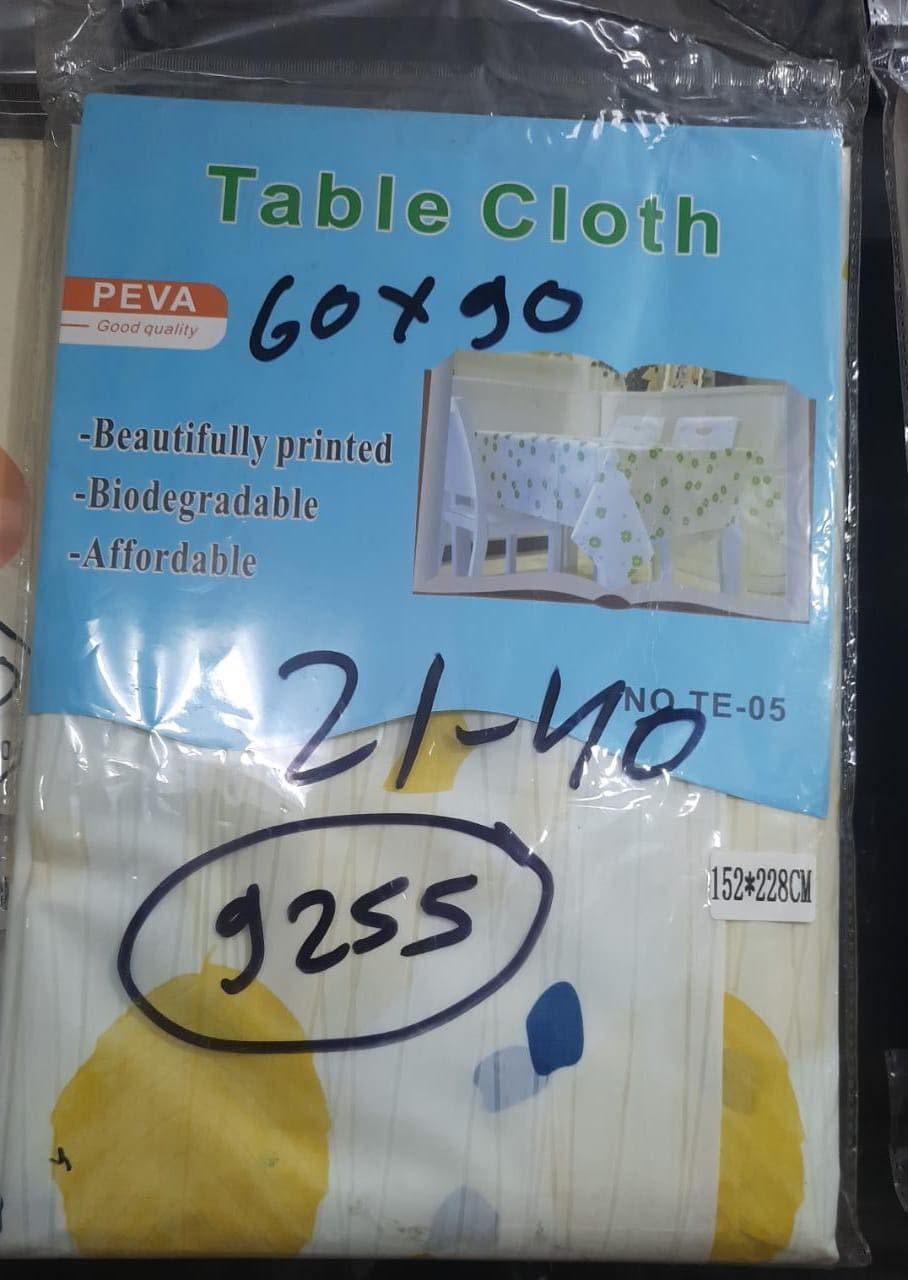 Table Cloth
PEVA
Good quality
60x90
-Beautifully printed
-Biodegradable
-Affordable
21-40
NO TE-05
9255
152*228CM